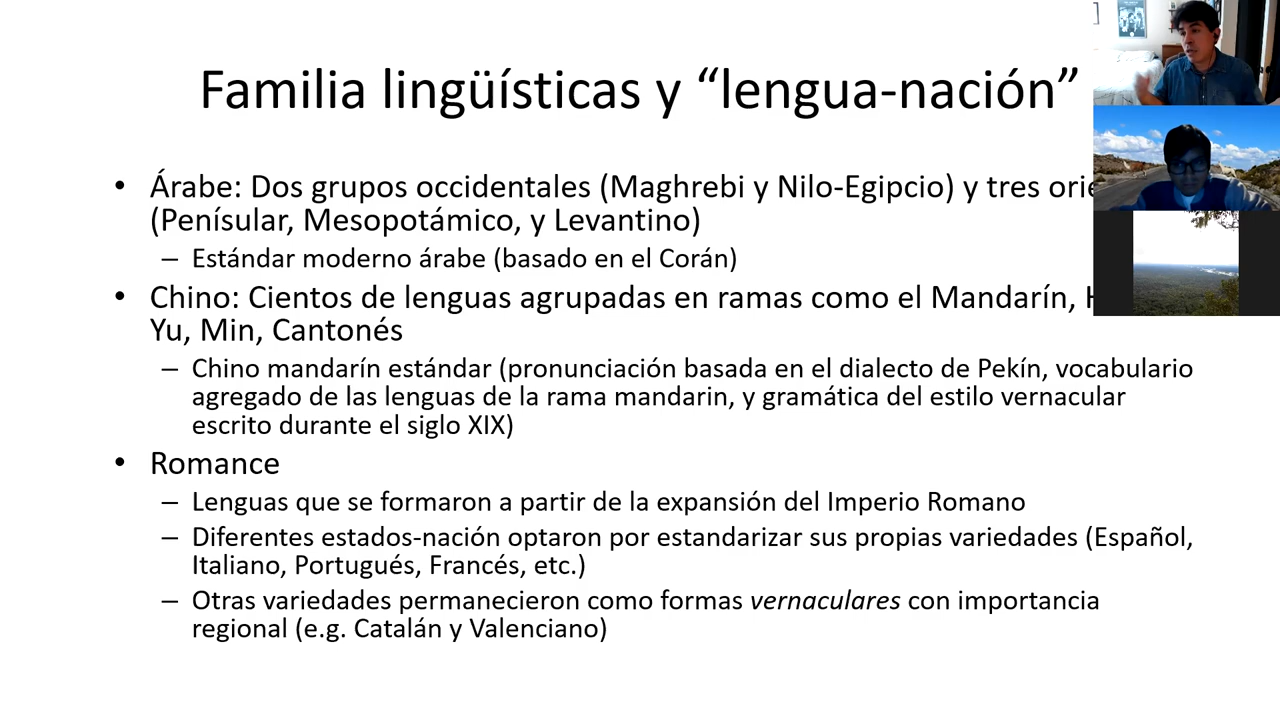 Familia lingüísticas y “lengua-nación”
• Árabe: Dos grupos occidentales (Maghrebi y Nilo-Egipcio) y tres
(Penísular, Mesopotámico, y Levantino)
– Estándar moderno árabe (basado en el Corán)
• Chino: Cientos de lenguas agrupadas en ramas como el Mandarín,
Yu, Min, Cantonés
– Chino mandarín estándar (pronunciación basada en el dialecto de Pekín, vocabulario
agregado de las lenguas de la rama mandarin, y gramática del estilo vernacular
escrito durante el siglo XIX)
• Romance
– Lenguas que se formaron a partir de la expansión del Imperio Romano
– Diferentes estados-nación optaron por estandarizar sus propias variedades (Español,
Italiano, Portugués, Francés, etc.)
– Otras variedades permanecieron como formas vernaculares con importancia
regional (e.g. Catalán y Valenciano)